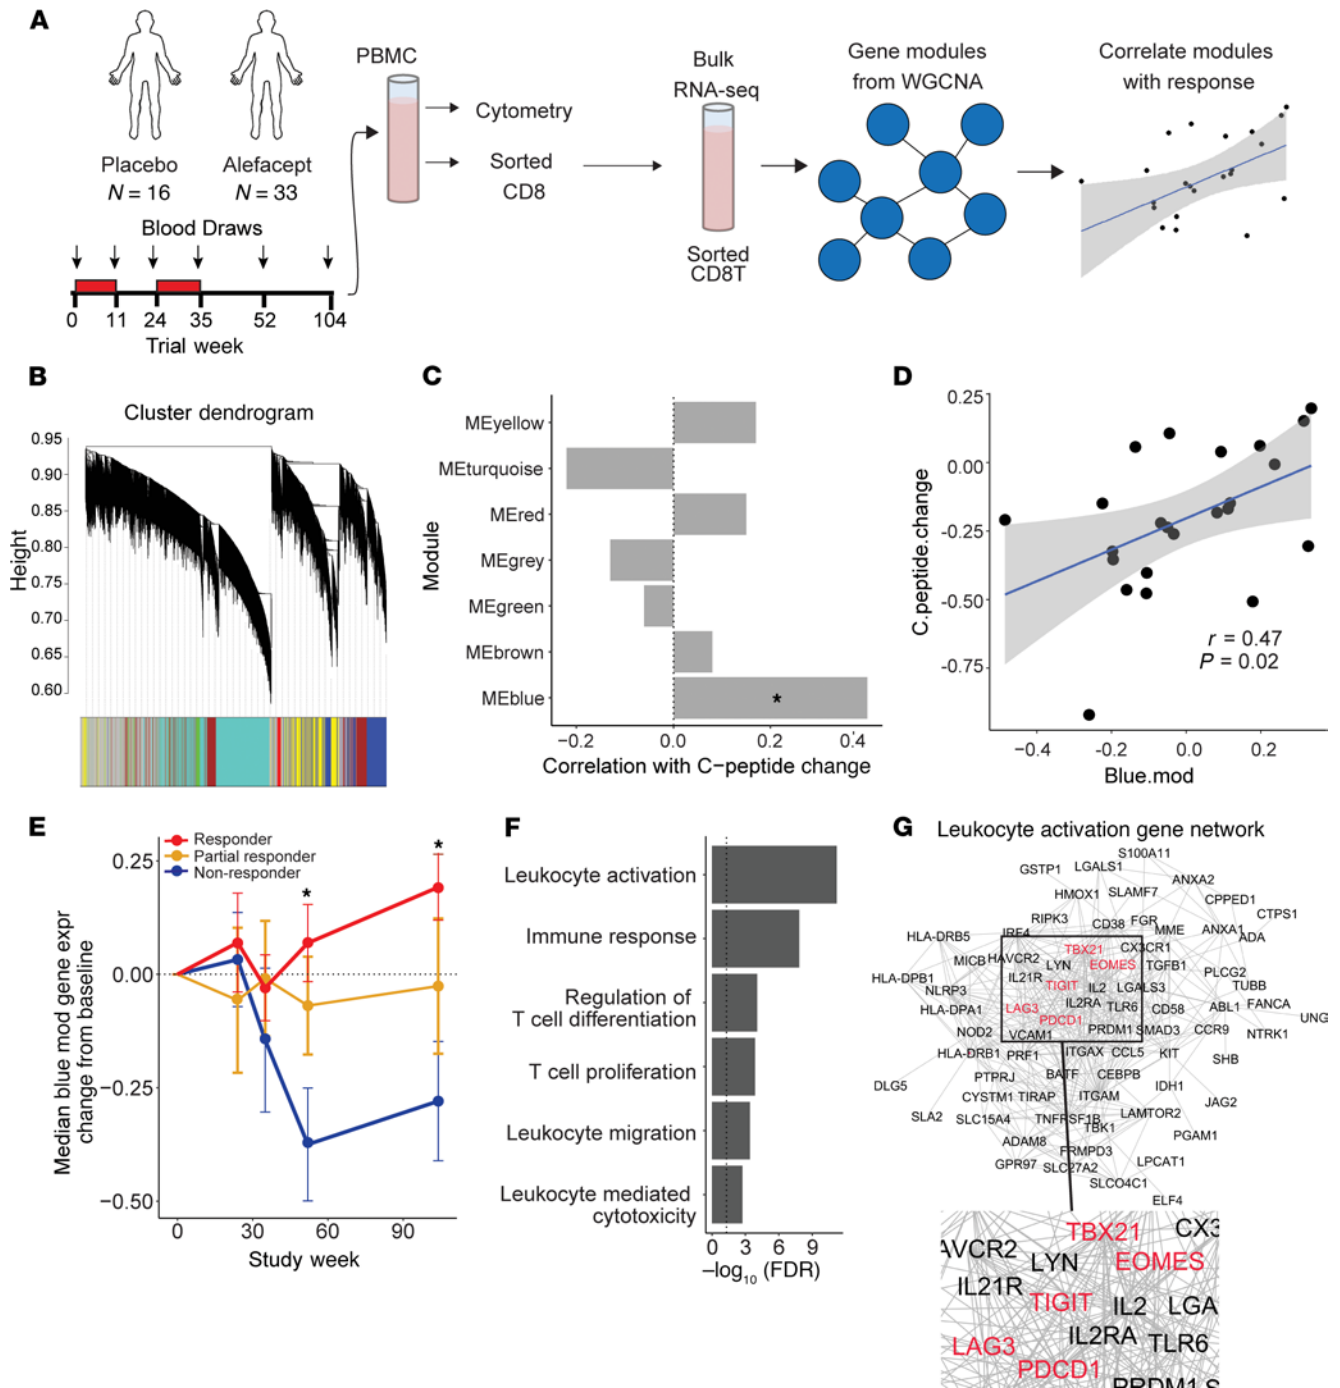 A
Placebo
N = 16
Alefacept
N = 33
Blood Draws
0 11 24 35 52 104
Trial week
PBMC
Cytometry
Sorted
CD8
Bulk
RNA-seq
Sorted
CD8T
Gene modules
from WGCNA
Correlate modules
with response
B
Cluster dendrogram
Height
0.95
0.90
0.85
0.80
0.75
0.70
0.65
0.60
C
Module
MEyellow
MEturquoise
MEred
MEgrey
MEgreen
MEbrown
MEblue
*
−0.2 0.0 0.2 0.4
Correlation with C−peptide change
D
C.peptide.change
0.25
0.00
-0.25
-0.50
-0.75
r = 0.47
P = 0.02
−0.4 -0.2 0.0 0.2
Blue.mod
E
Responder
Partial responder
Non-responder
Median blue mod gene expr
change from baseline
0.25
0.00
−0.25
−0.50
* *
0 30 60 90
Study week
F
Leukocyte activation
Immune response
Regulation of
T cell differentiation
T cell proliferation
Leukocyte migration
Leukocyte mediated
cytotoxicity
0 3 6 9
−log10 (FDR)
G
Leukocyte activation gene network
S100A11
GSTP1 LGALS1
ANXA2
HMOX1 SLAMF7
CPPED1
RIPK3 CD38 FGR CTPS1
IRF4 MME ANXA1 ADA
HLA-DRB5 TBX21 CX3CR1
MICB HAVCR2 LYN EOMES TGFB1
HLA-DPB1 IL21R PLCG2
NLRP3 TIGIT IL2 LGALS3 TUBB
HLA-DPA1 LAG3 IL2RA TLR6 CD58 ABL1 FANCA
PDCD1 UNG
NOD2 VCAM1 PRDM1 SMAD3 CCR9 NTRK1
HLA-DRB1 PRF1 ITGAX CCL5 KIT SHB
PTPRJ BATF CEBPB
DLG5 IDH1
CYSTM1 TIRAP ITGAM JAG2
SLA2 SLC15A4 TNFRSF1B LAMTOR2
TBK1 PGAM1
ADAM8 FRMPD3
GPR97 SLC27A2 LPCAT1
SLCO4C1
ELF4
TBX21 CX3
AVCR2 LYN EOMES
IL21R TIGIT IL2 LGA
LAG3 IL2RA TLR6
PDCD1
PRDM1 S